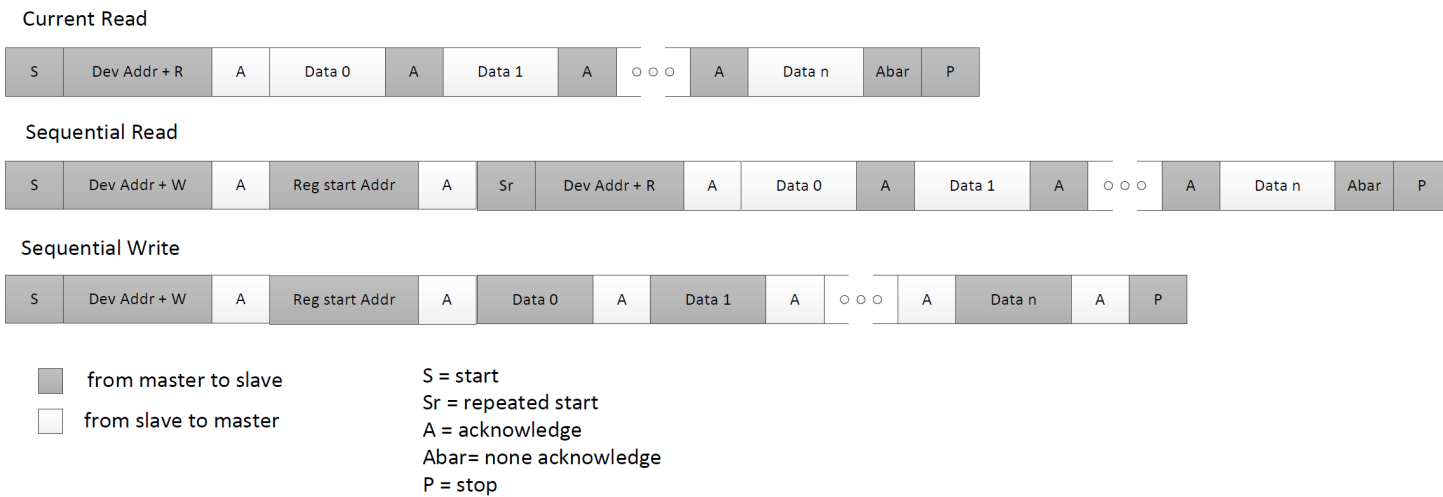 Current Read
S Dev Addr + R A Data 0 A Data 1 A A Data n Abar P
Sequential Read
S Dev Addr + W A Reg start Addr A Sr Dev Addr + R A Data 0 A Data 1 A A Data n Abar P
Sequential Write
S Dev Addr + W A Reg start Addr A Data 0 A Data 1 A A Data n A P
from master to slave
from slave to master
S = start
Sr = repeated start
A = acknowledge
Abar= none acknowledge
P = stop